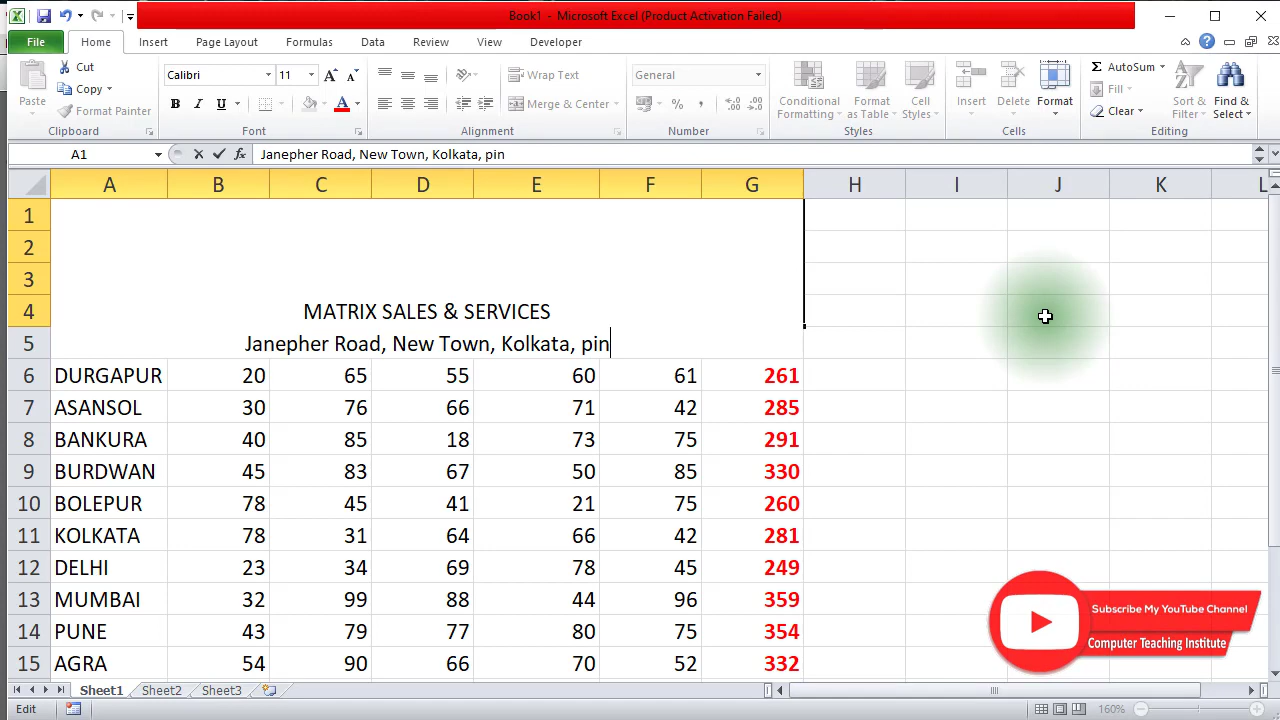 Book1 - Microsoft Excel (Product Activation Failed)
File Home Insert Page Layout Formulas Data Review View Developer
Paste
Cut
Copy
Format Painter
Clipboard
Calibri 11
B I U
Font
Wrap Text
Merge & Center
Alignment
General
Number
Conditional Formatting
Format as Table
Cell Styles
Styles
Insert
Delete
Format
Cells
AutoSum
Fill
Clear
Sort & Filter
Find & Select
Editing
A1 fx Janepher Road, New Town, Kolkata, pin
A B C D E F G H I J K L
1
2
3
4 MATRIX SALES & SERVICES
5 Janepher Road, New Town, Kolkata, pin
6 DURGAPUR 20 65 55 60 61 261
7 ASANSOL 30 76 66 71 42 285
8 BANKURA 40 85 18 73 75 291
9 BURDWAN 45 83 67 50 85 330
10 BOLEPUR 78 45 41 21 75 260
11 KOLKATA 78 31 64 66 42 281
12 DELHI 23 34 69 78 45 249
13 MUMBAI 32 99 88 44 96 359
14 PUNE 43 79 77 80 75 354
15 AGRA 54 90 66 70 52 332
Subscribe My YouTube Channel
Computer Teaching Institute
Sheet1 Sheet2 Sheet3
Edit 160%